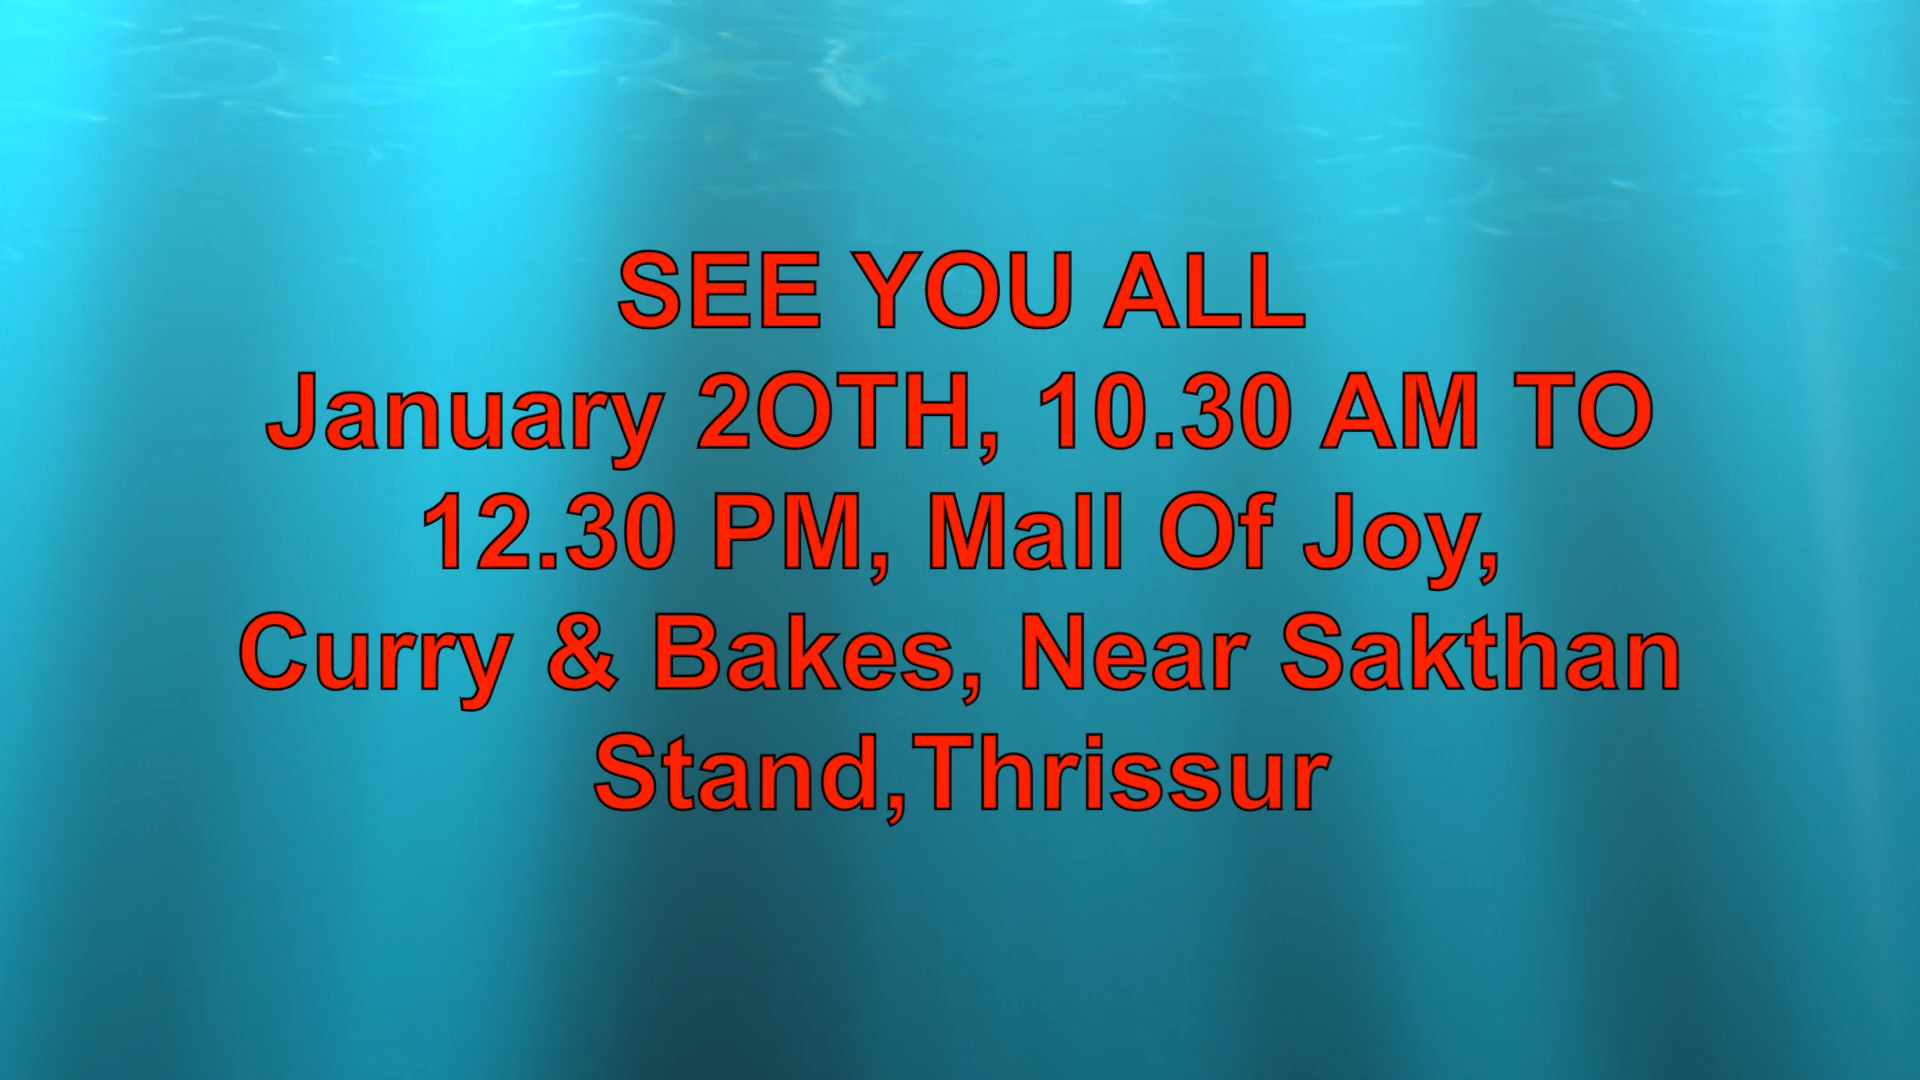 SEE YOU ALL
January 2OTH, 10.30 AM TO
12.30 PM, Mall Of Joy,
Curry & Bakes, Near Sakthan
Stand,Thrissur